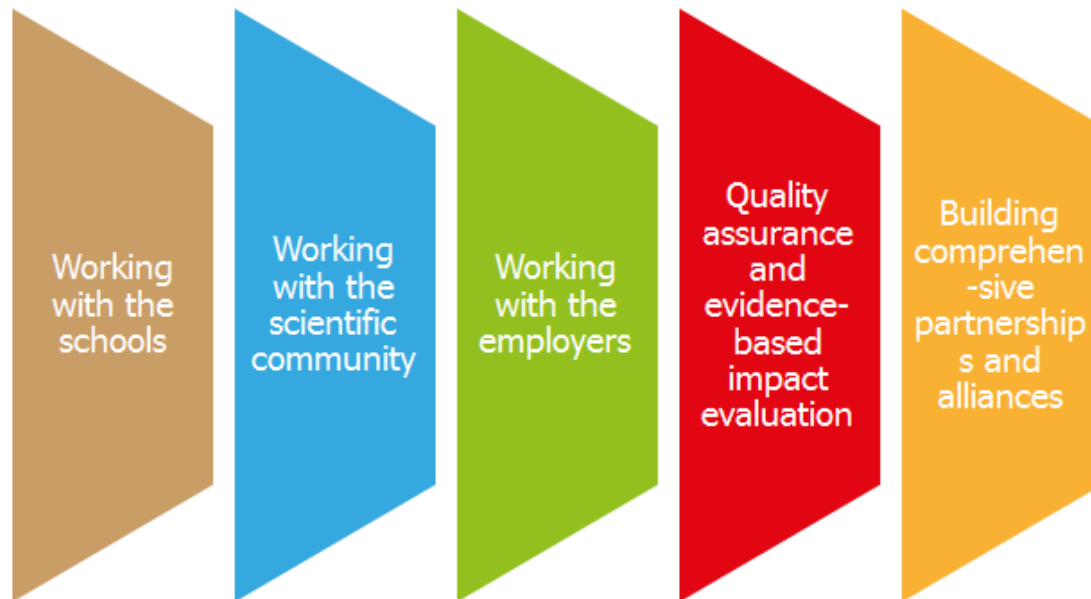 Working
with the
schools
Working
with the
scientific
community
Working
with the
employers
Quality
assurance
and
evidence-
based
impact
evaluation
Building
comprehen
-sive
partnership
s and
alliances